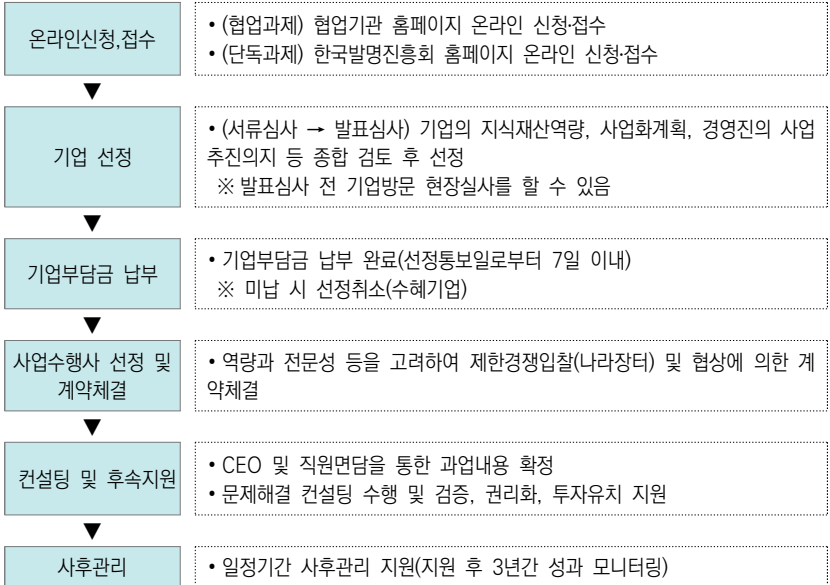 온라인신청,접수
• (협업과제) 협업기관 홈페이지 온라인 신청·접수
• (단독과제) 한국발명진흥회 홈페이지 온라인 신청·접수
▼
기업 선정
• (서류심사 → 발표심사) 기업의 지식재산역량, 사업화계획, 경영진의 사업
추진의지 등 종합 검토 후 선정
※ 발표심사 전 기업방문 현장실사를 할 수 있음
▼
기업부담금 납부
• 기업부담금 납부 완료(선정통보일로부터 7일 이내)
※ 미납 시 선정취소(수혜기업)
▼
사업수행사 선정 및
계약체결
• 역량과 전문성 등을 고려하여 제한경쟁입찰(나라장터) 및 협상에 의한 계
약체결
▼
컨설팅 및 후속지원
• CEO 및 직원면담을 통한 과업내용 확정
• 문제해결 컨설팅 수행 및 검증, 권리화, 투자유치 지원
▼
사후관리
• 일정기간 사후관리 지원(지원 후 3년간 성과 모니터링)